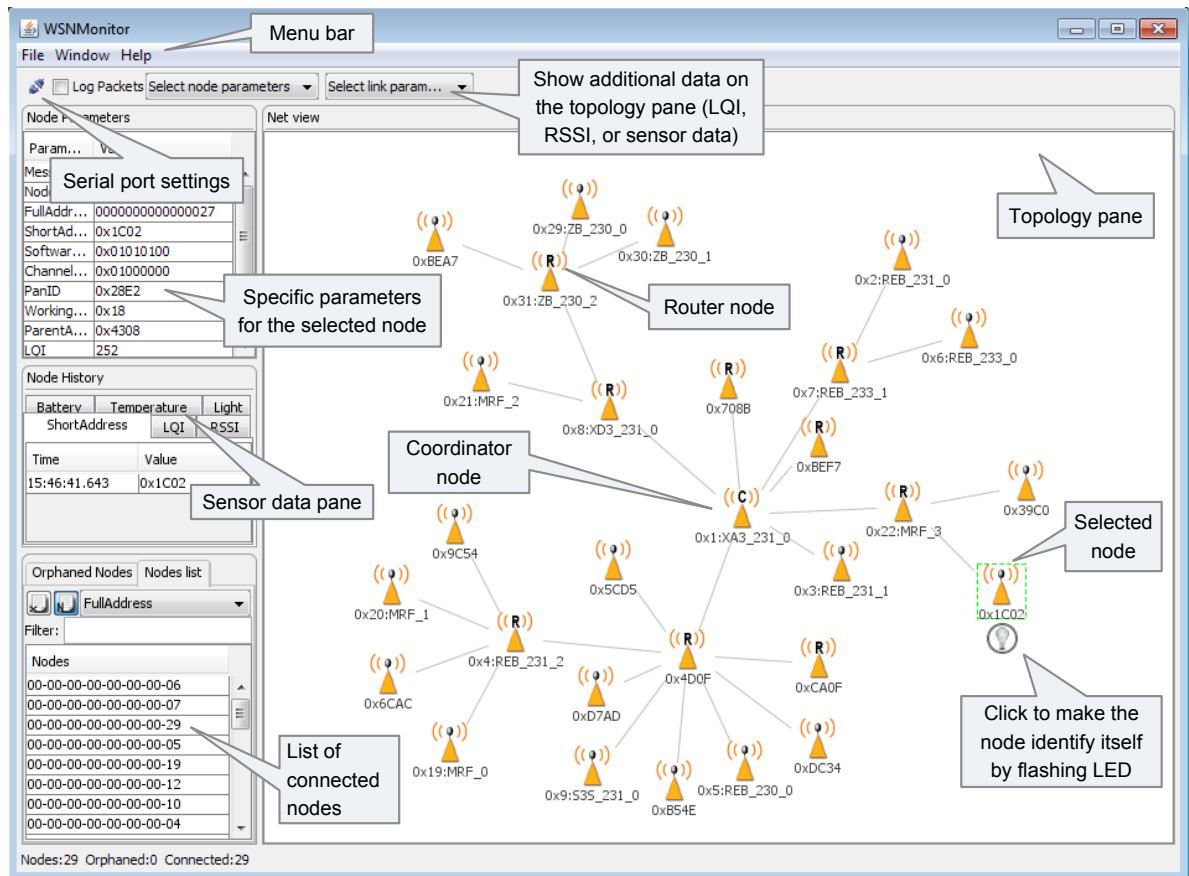 WSNMonitor
Menu bar
File Window Help
Log Packets Select node parameters Select link param...
Show additional data on
the topology pane (LQI,
RSSI, or sensor data)
Node Parameters
Net view
Param...
Serial port settings
FullAddr... 0000000000000027
ShortAd... 0x1C02
Softwar... 0x01010100
Channel... 0x01000000
PanID 0x28E2
Working... 0x18
ParentA... 0x4308
LQI 252
Specific parameters
for the selected node
Topology pane
0x29:ZB_230_0
0xBEA7
0x30:ZB_230_1
(R)
0x31:ZB_230_2
Router node
0x2:REB_231_0
0x6:REB_233_0
(R)
0x7:REB_233_1
0x21:MRF_2
(R)
0x8:XD3_231_0
(R)
0x708B
(R)
0xBEF7
Node History
Battery Temperature Light
ShortAddress LQI RSSI
Time Value
15:46:41.643 0x1C02
Sensor data pane
Coordinator
node
(C)
0x1:XA3_231_0
(R)
0x22:MRF_3
0x39C0
Selected
node
0x1C02
(R)
0x3:REB_231_1
0x9C54
0x5CD5
0x20:MRF_1
(R)
0x4:REB_231_2
(R)
0x4D0F
(R)
0xCA0F
0x6CAC
0xD7AD
0x19:MRF_0
0x9:S3S_231_0
0xB54E
0x5:REB_230_0
0xDC34
Click to make the
node identify itself
by flashing LED
Orphaned Nodes Nodes list
N FullAddress
Filter:
Nodes
00-00-00-00-00-00-00-06
00-00-00-00-00-00-00-07
00-00-00-00-00-00-00-29
00-00-00-00-00-00-00-05
00-00-00-00-00-00-00-19
00-00-00-00-00-00-00-12
00-00-00-00-00-00-00-10
00-00-00-00-00-00-00-04
List of
connected
nodes
Nodes:29 Orphaned:0 Connected:29